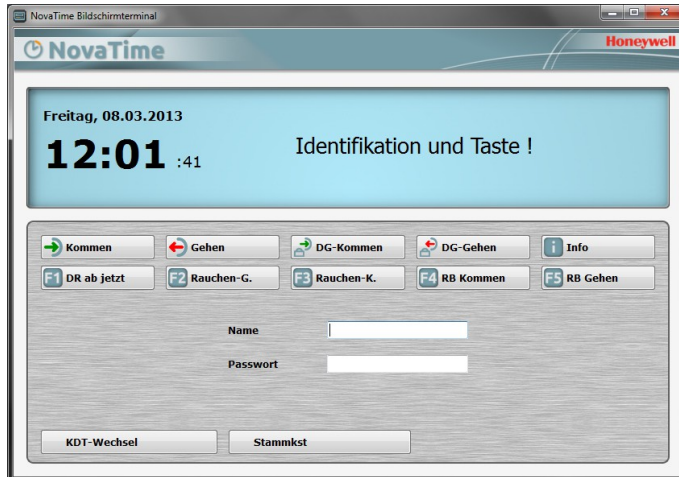 NovaTime Bildschirmterminal
NovaTime
Honeywell
Freitag, 08.03.2013
12:01 :41
Identifikation und Taste !
Kommen Gehen DG-Kommen DG-Gehen i Info
F1 DR ab jetzt F2 Rauchen-G. F3 Rauchen-K. F4 RB Kommen F5 RB Gehen
Name
Passwort
KDT-Wechsel Stammkst